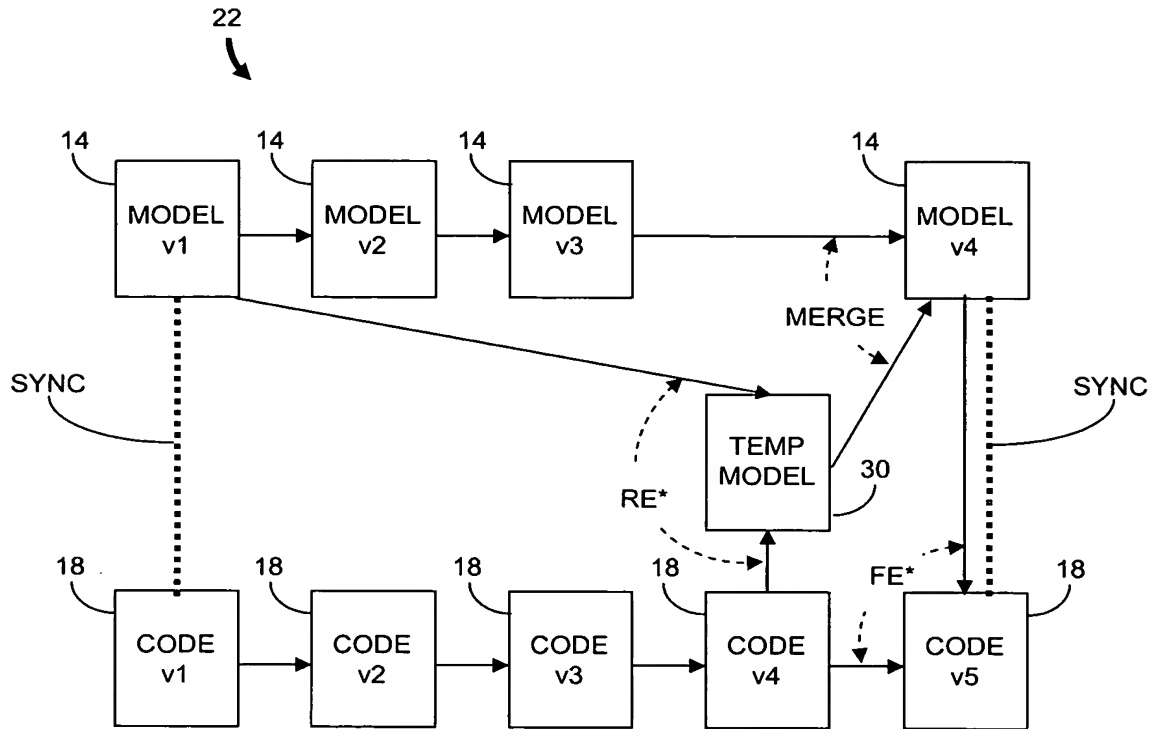 22
14 14 14 14
MODEL v1
MODEL v2
MODEL v3
MODEL v4
MERGE
SYNC
SYNC
TEMP MODEL
30
RE*
FE*
18 18 18 18 18
CODE v1
CODE v2
CODE v3
CODE v4
CODE v5